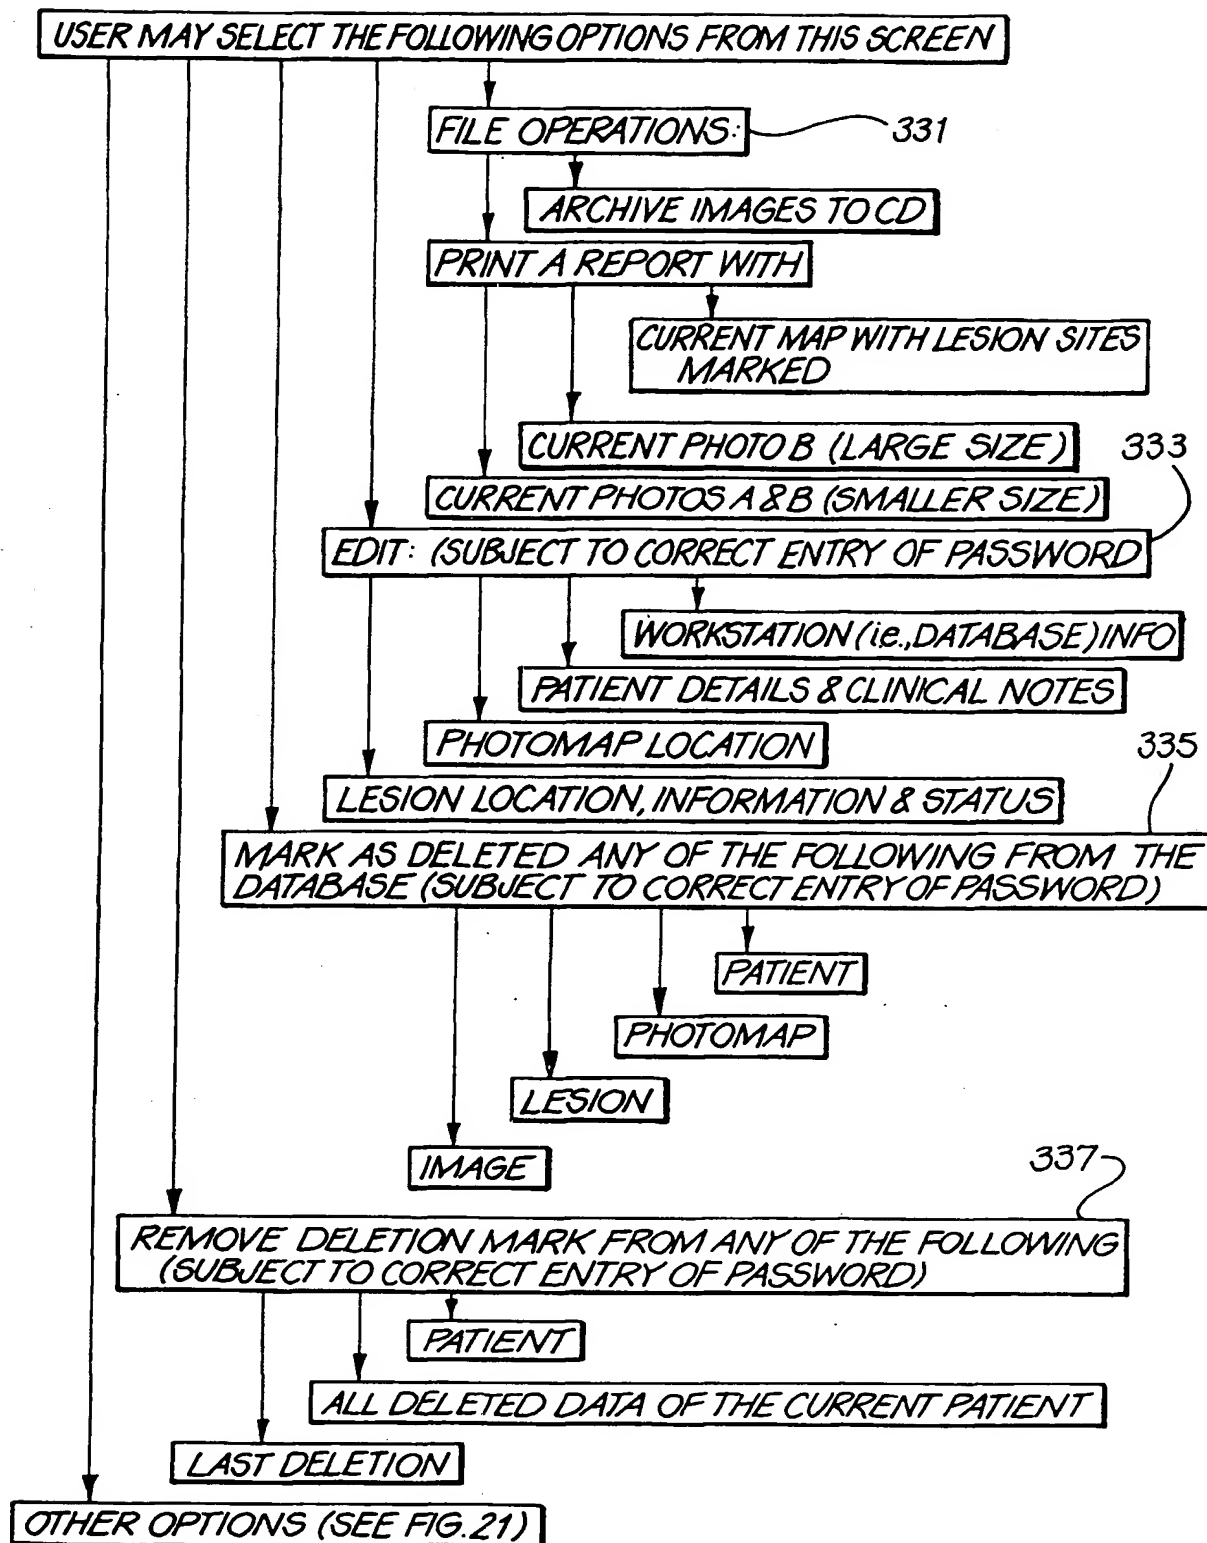 USER MAY SELECT THE FOLLOWING OPTIONS FROM THIS SCREEN
FILE OPERATIONS:
331
ARCHIVE IMAGES TO CD
PRINT A REPORT WITH
CURRENT MAP WITH LESION SITES
MARKED
CURRENT PHOTO B (LARGE SIZE)
333
CURRENT PHOTOS A & B (SMALLER SIZE)
EDIT: (SUBJECT TO CORRECT ENTRY OF PASSWORD
WORKSTATION (i.e., DATABASE) INFO
PATIENT DETAILS & CLINICAL NOTES
PHOTOMAP LOCATION
335
LESION LOCATION, INFORMATION & STATUS
MARK AS DELETED ANY OF THE FOLLOWING FROM THE
DATABASE (SUBJECT TO CORRECT ENTRY OF PASSWORD)
PATIENT
PHOTOMAP
LESION
IMAGE
337
REMOVE DELETION MARK FROM ANY OF THE FOLLOWING
(SUBJECT TO CORRECT ENTRY OF PASSWORD)
PATIENT
ALL DELETED DATA OF THE CURRENT PATIENT
LAST DELETION
OTHER OPTIONS (SEE FIG.21)